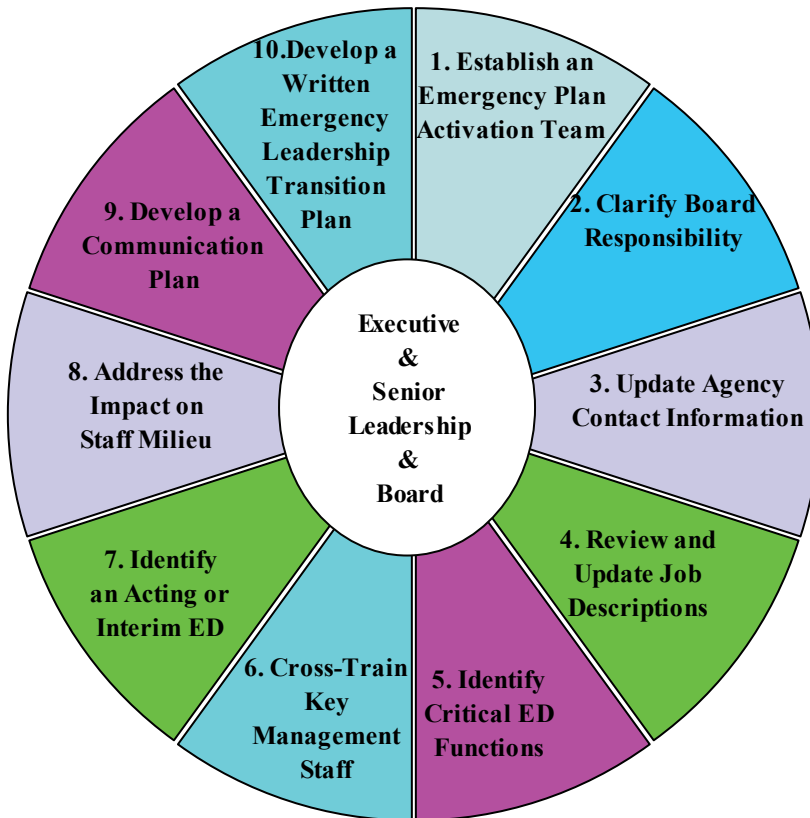 1. Establish an
Emergency Plan
Activation Team
2. Clarify Board
Responsibility
3. Update Agency
Contact Information
4. Review and
Update Job
Descriptions
5. Identify
Critical ED
Functions
6. Cross-Train
Key
Management
Staff
7. Identify
an Acting or
Interim ED
8. Address the
Impact on
Staff Milieu
9. Develop a
Communication
Plan
10.Develop a
Written
Emergency
Leadership
Transition
Plan
Executive
&
Senior
Leadership
&
Board